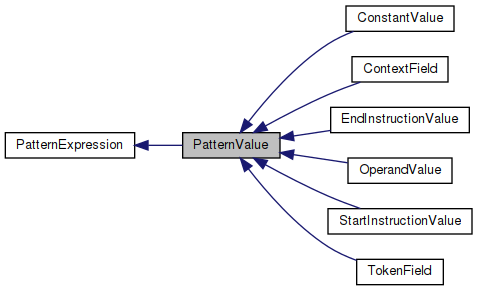 ConstantValue
ContextField
EndInstructionValue
PatternExpression
PatternValue
OperandValue
StartInstructionValue
TokenField